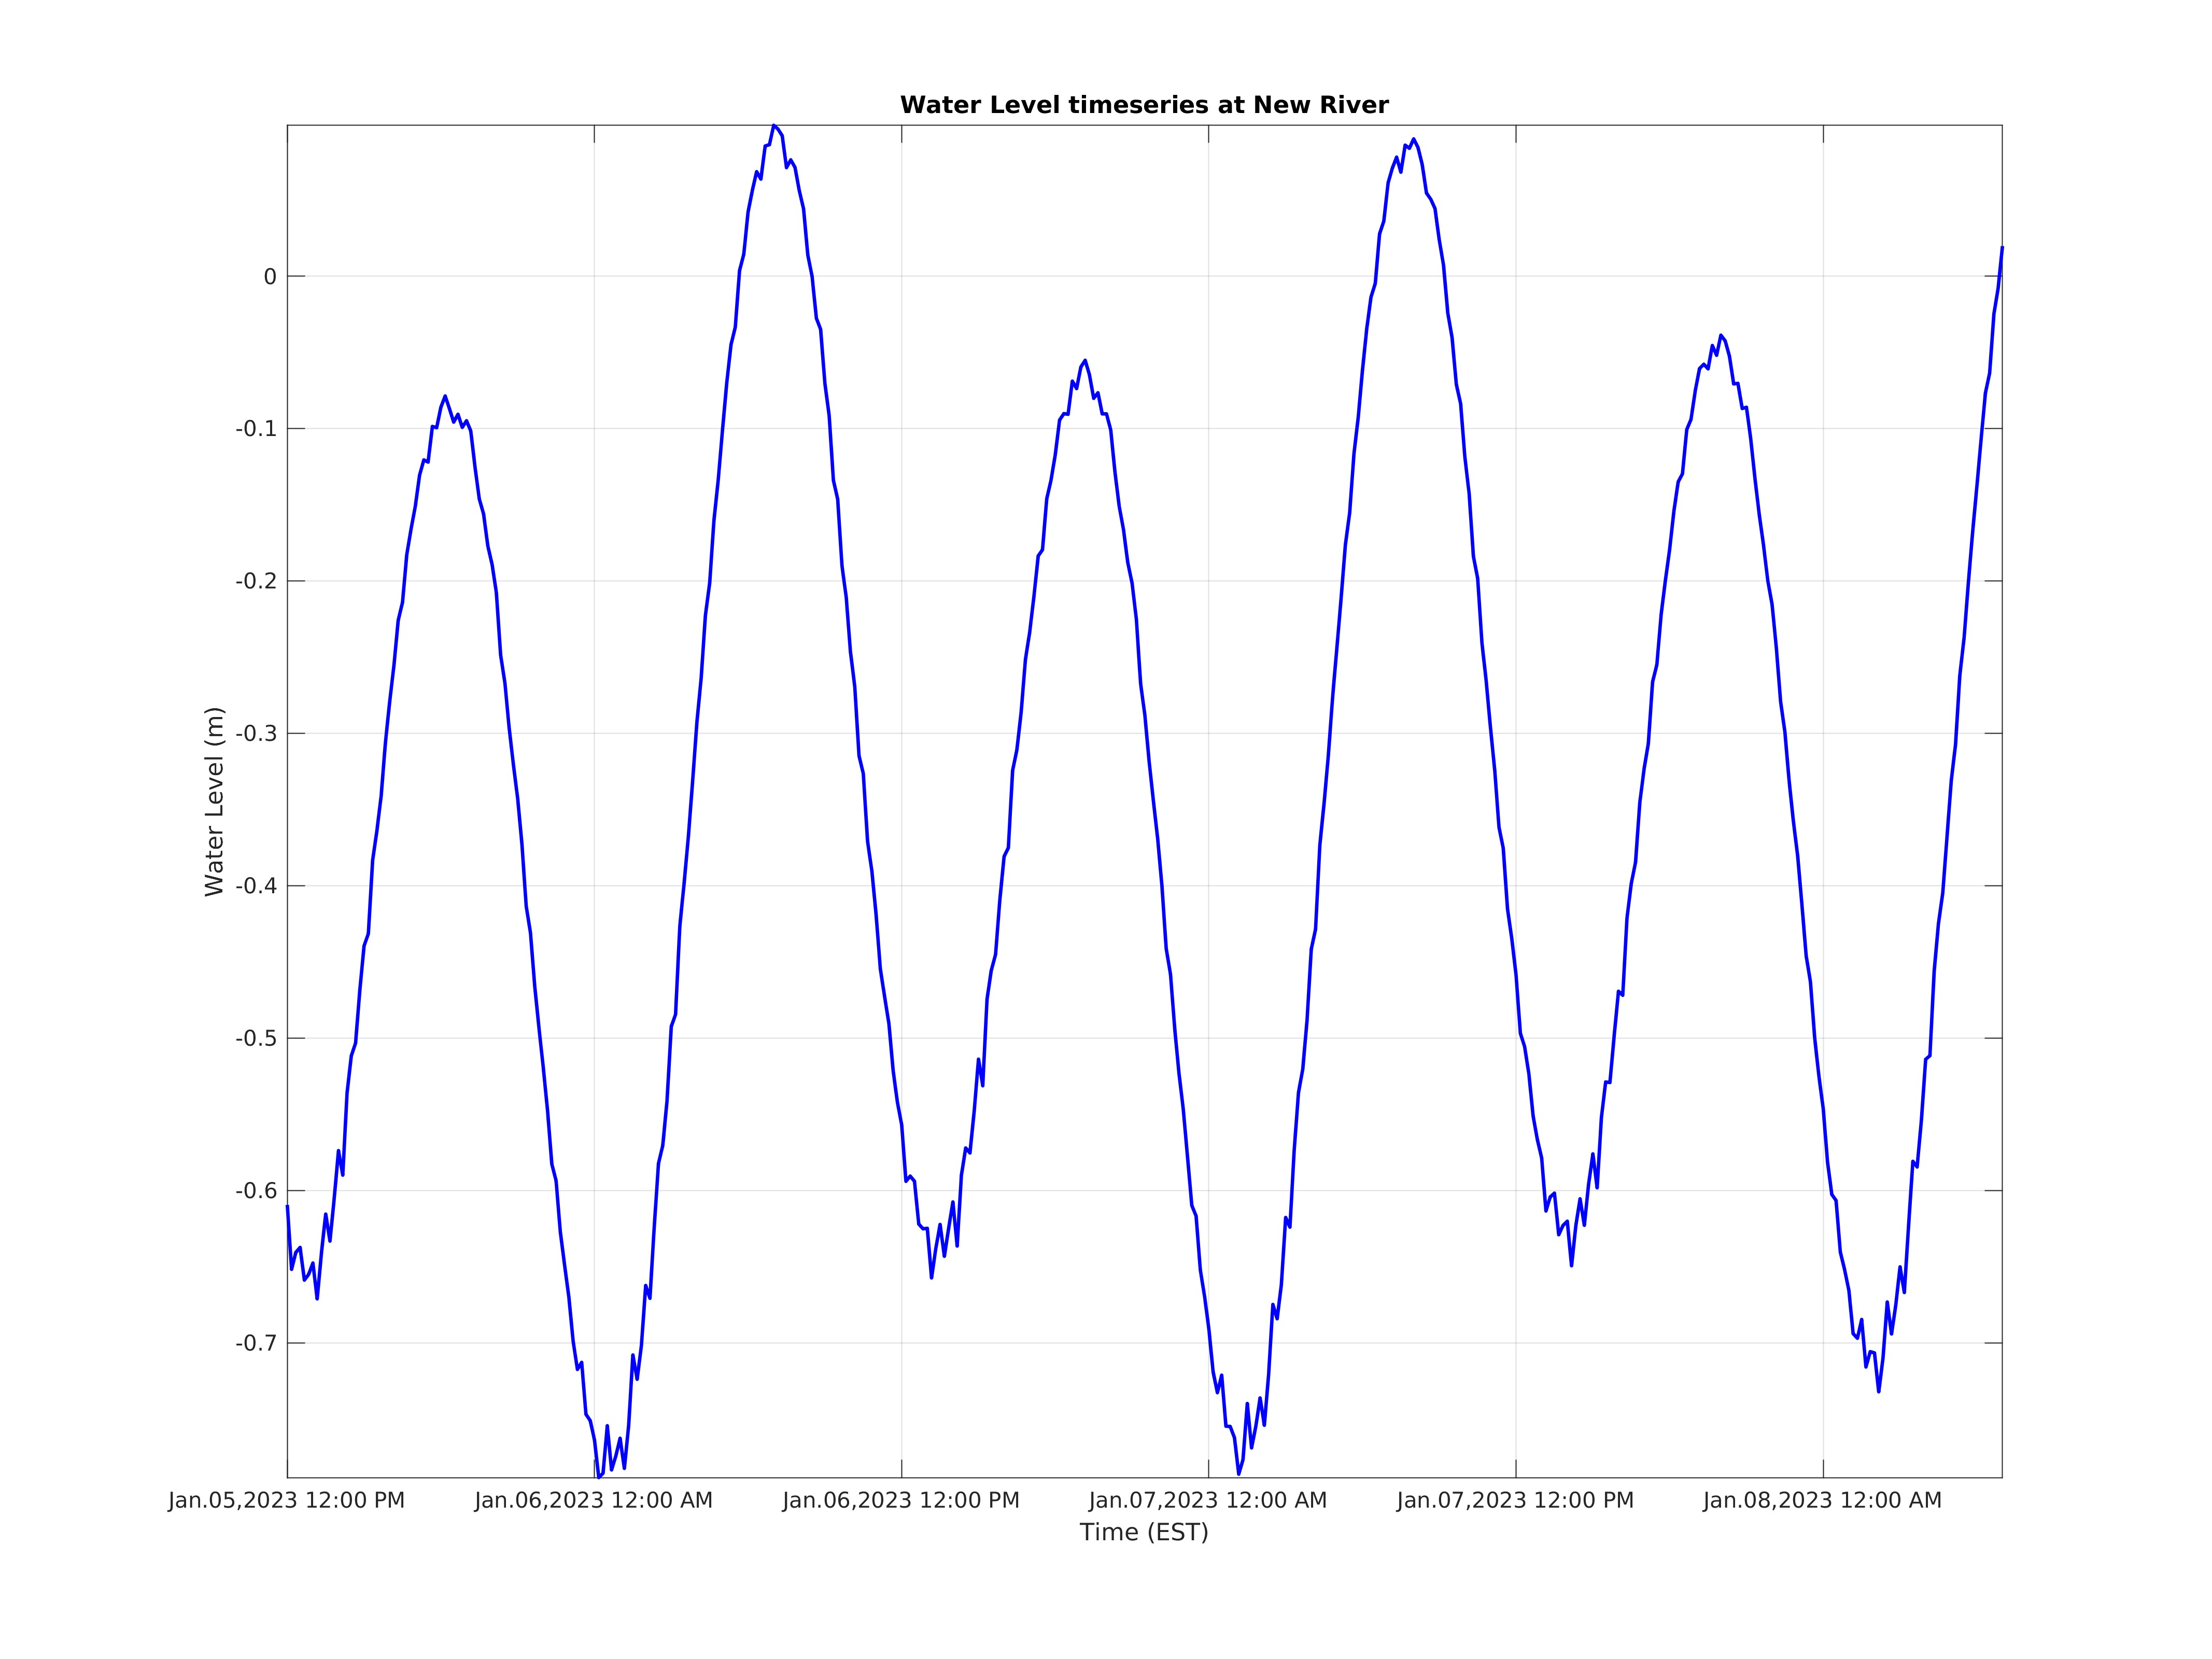 Water Level timeseries at New River
Water Level (m)
0
-0.1
-0.2
-0.3
-0.4
-0.5
-0.6
-0.7
Jan.05,2023 12:00 PM
Jan.06,2023 12:00 AM
Jan.06,2023 12:00 PM
Jan.07,2023 12:00 AM
Jan.07,2023 12:00 PM
Jan.08,2023 12:00 AM
Time (EST)